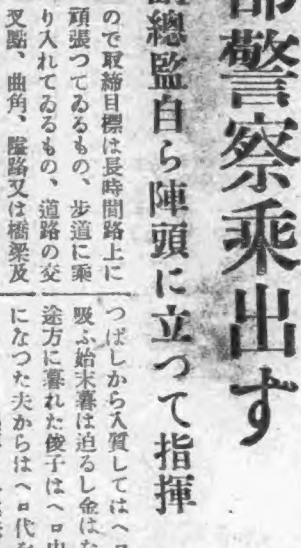 警察乗出す
總監自ら陣頭に立つて指揮
ので取締目標は長時間路上に
頑張つてゐるもの、歩道に乘
り入れてゐるもの、道路の交
叉點、曲角、隘路又は橋梁及
つぱしから入質してはヘロ
吸ふ始末暮は迫るし金はな
途方に暮れた俊子はヘロ出
になつた夫からはヘロ代を